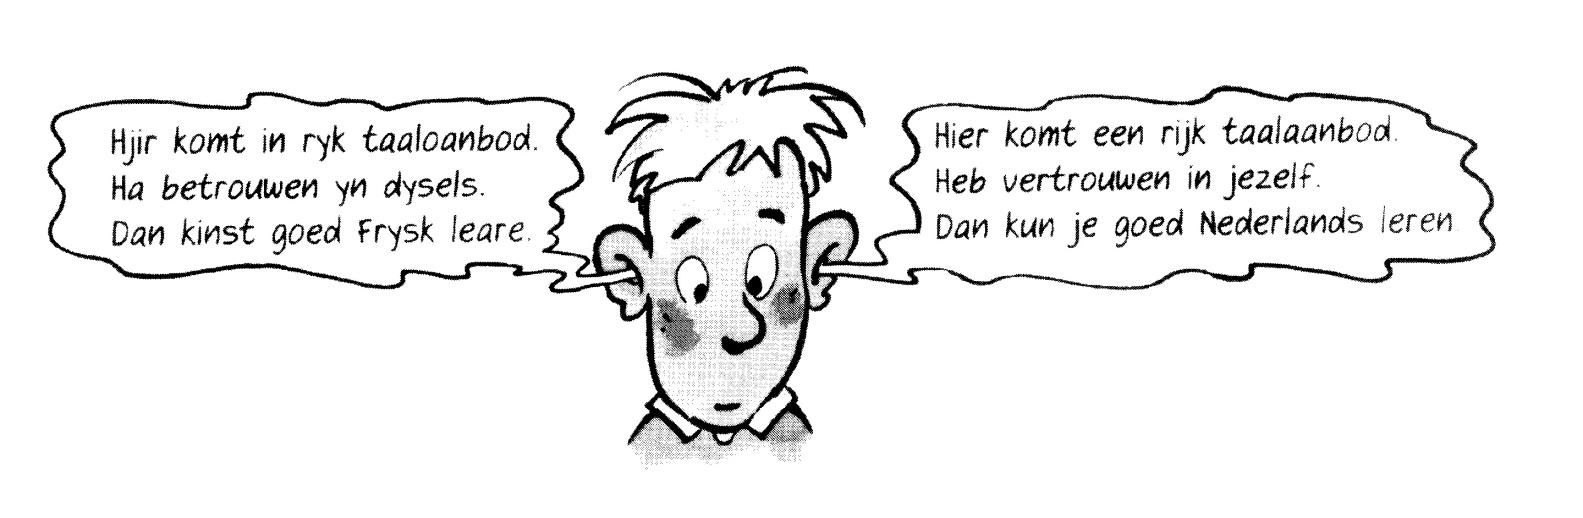 Hjir komt in ryk taaloanbod.
Ha betrouwen yn dysels.
Dan kinst goed Frysk leare.
Hier komt een rijk taalaanbod.
Heb vertrouwen in jezelf.
Dan kun je goed Nederlands leren.